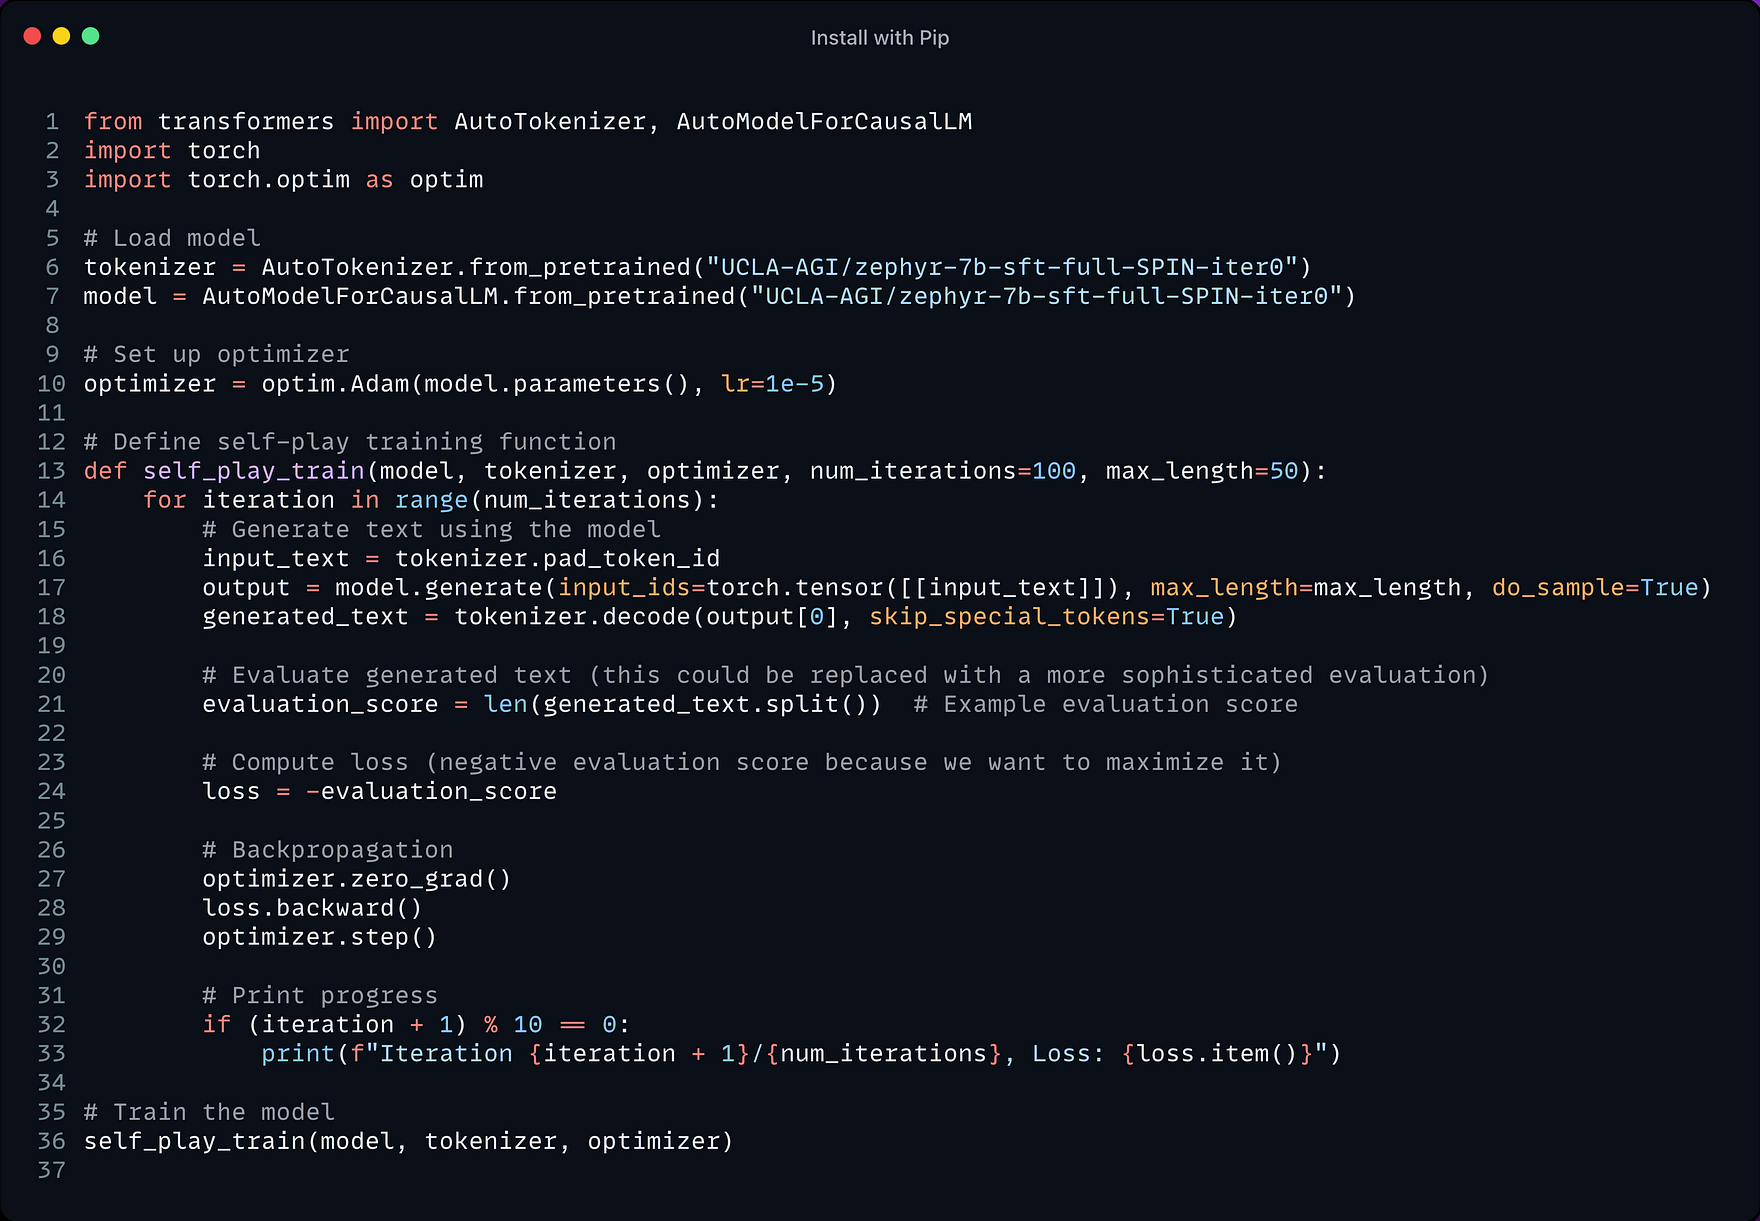 Install with Pip
1 from transformers import AutoTokenizer, AutoModelForCausalLM
2 import torch
3 import torch.optim as optim
4
5 # Load model
6 tokenizer = AutoTokenizer.from_pretrained("UCLA-AGI/zephyr-7b-sft-full-SPIN-iter0")
7 model = AutoModelForCausalLM.from_pretrained("UCLA-AGI/zephyr-7b-sft-full-SPIN-iter0")
8
9 # Set up optimizer
10 optimizer = optim.Adam(model.parameters(), lr=1e-5)
11
12 # Define self-play training function
13 def self_play_train(model, tokenizer, optimizer, num_iterations=100, max_length=50):
14     for iteration in range(num_iterations):
15         # Generate text using the model
16         input_text = tokenizer.pad_token_id
17         output = model.generate(input_ids=torch.tensor([[input_text]]), max_length=max_length, do_sample=True)
18         generated_text = tokenizer.decode(output[0], skip_special_tokens=True)
19
20         # Evaluate generated text (this could be replaced with a more sophisticated evaluation)
21         evaluation_score = len(generated_text.split())  # Example evaluation score
22
23         # Compute loss (negative evaluation score because we want to maximize it)
24         loss = -evaluation_score
25
26         # Backpropagation
27         optimizer.zero_grad()
28         loss.backward()
29         optimizer.step()
30
31         # Print progress
32         if (iteration + 1) % 10 == 0:
33             print(f"Iteration {iteration + 1}/{num_iterations}, Loss: {loss.item()}")
34
35 # Train the model
36 self_play_train(model, tokenizer, optimizer)
37